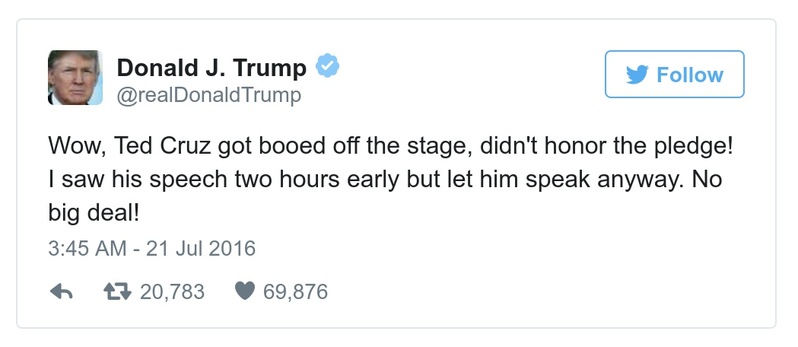 Donald J. Trump
@realDonaldTrump
Follow
Wow, Ted Cruz got booed off the stage, didn't honor the pledge!
I saw his speech two hours early but let him speak anyway. No
big deal!
3:45 AM - 21 Jul 2016
20,783 69,876